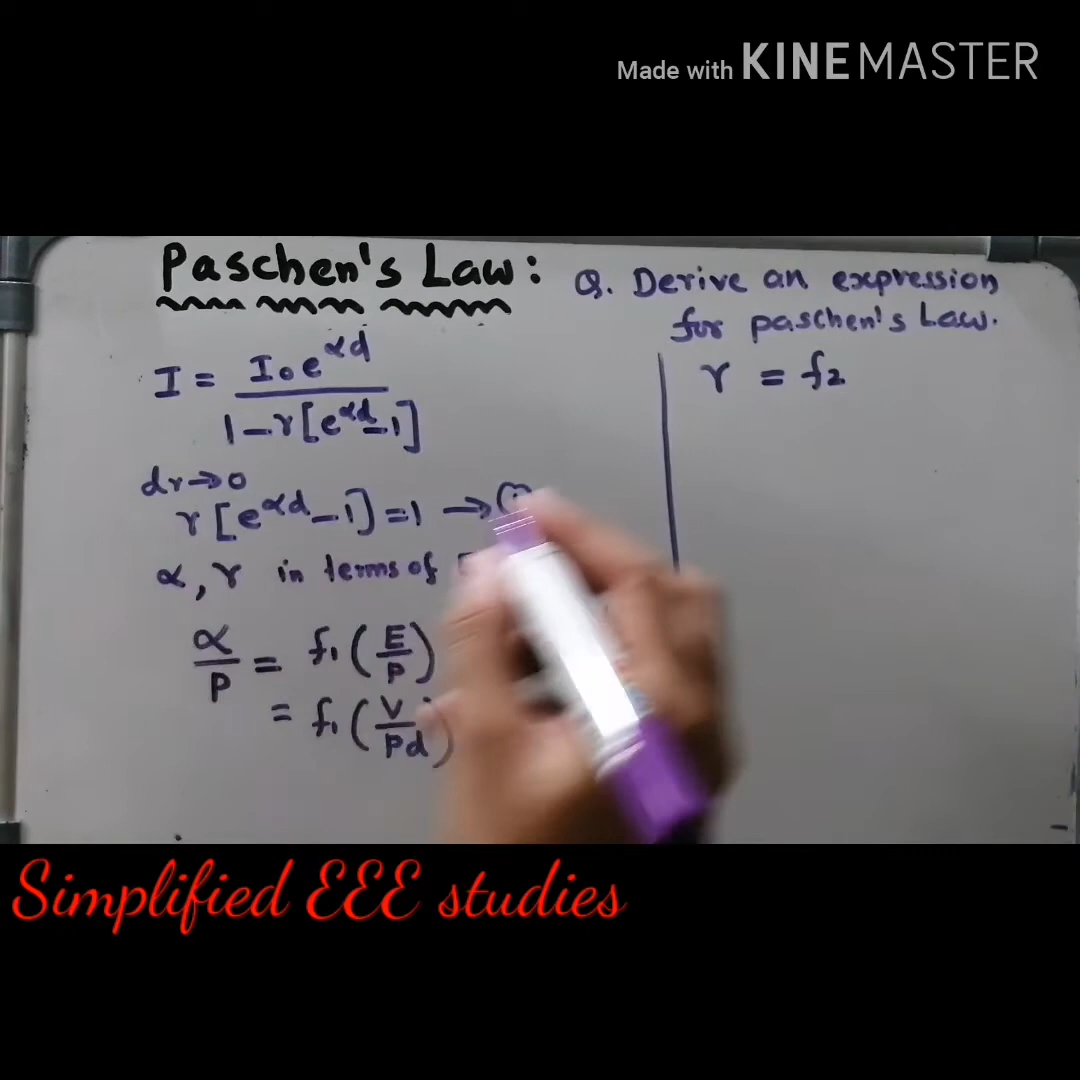 Made with KINEMASTER
Paschen's Law:
Q. Derive an expression
for paschen's Law.
I = I₀e^αd / 1-γ[e^αd-1]
dr→0
γ[e^αd-1]=1 →
α, γ in terms of
α/P = f₁(E/P)
= f₁(V/Pd)
γ = f₂
Simplified EEE studies